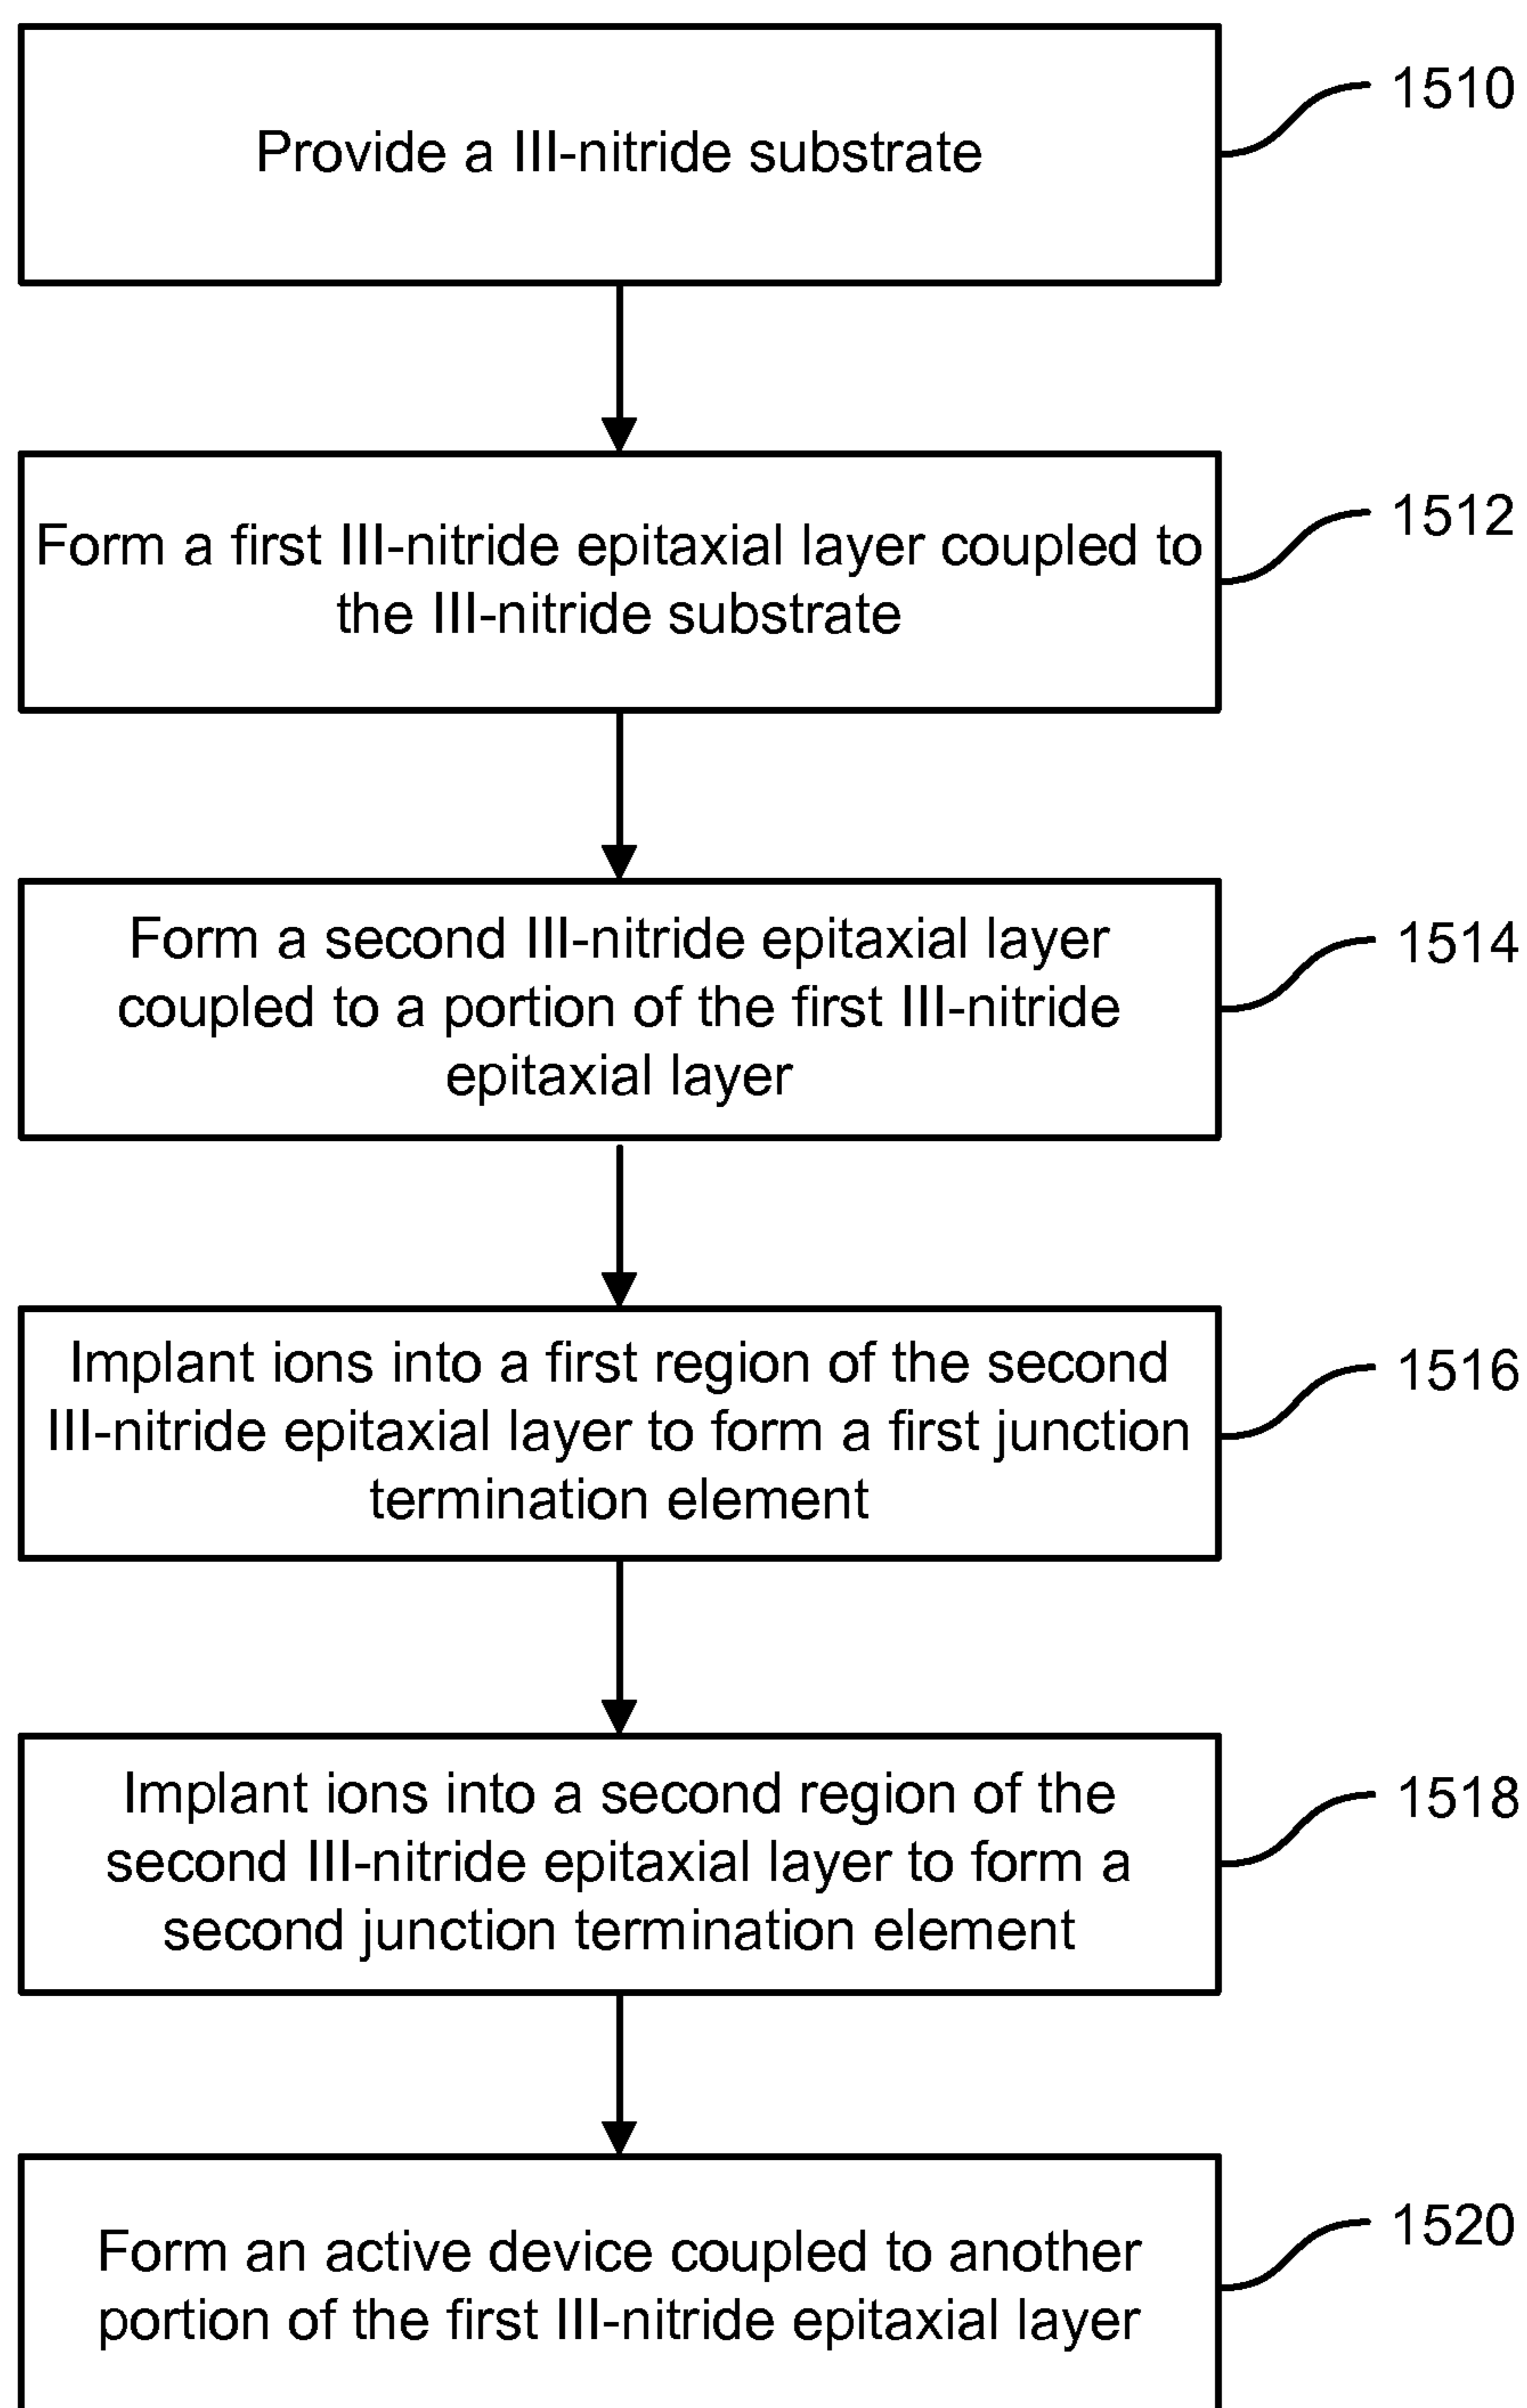 Provide a III-nitride substrate
1510
Form a first III-nitride epitaxial layer coupled to
the III-nitride substrate
1512
Form a second III-nitride epitaxial layer
coupled to a portion of the first III-nitride
epitaxial layer
1514
Implant ions into a first region of the second
III-nitride epitaxial layer to form a first junction
termination element
1516
Implant ions into a second region of the
second III-nitride epitaxial layer to form a
second junction termination element
1518
Form an active device coupled to another
portion of the first III-nitride epitaxial layer
1520